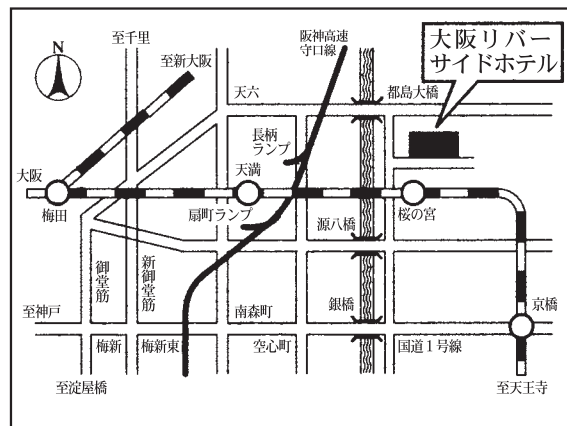 至千里
阪神高速
守口線
大阪リバー
サイドホテル
N
至新大阪
天六
都島大橋
長柄
ランプ
天満
大阪
梅田
扇町ランプ
源八橋
桜の宮
御堂筋
新御堂筋
至神戸
南森町
銀橋
京橋
梅新
梅新東
空心町
国道1号線
至淀屋橋
至天王寺